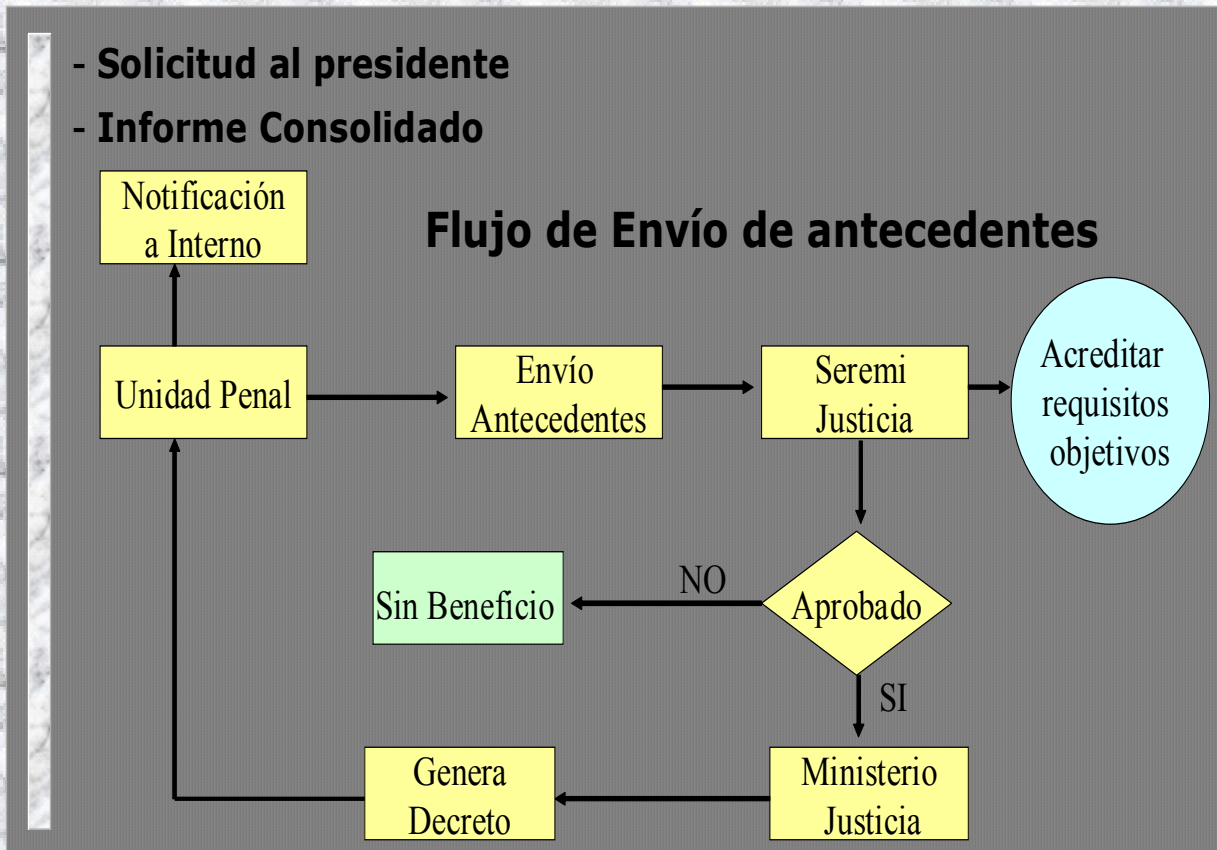 - Solicitud al presidente
- Informe Consolidado
Notificación
a Interno
Flujo de Envío de antecedentes
Unidad Penal
Envío
Antecedentes
Seremi
Justicia
Acreditar
requisitos
objetivos
Sin Beneficio
NO
Aprobado
SI
Genera
Decreto
Ministerio
Justicia